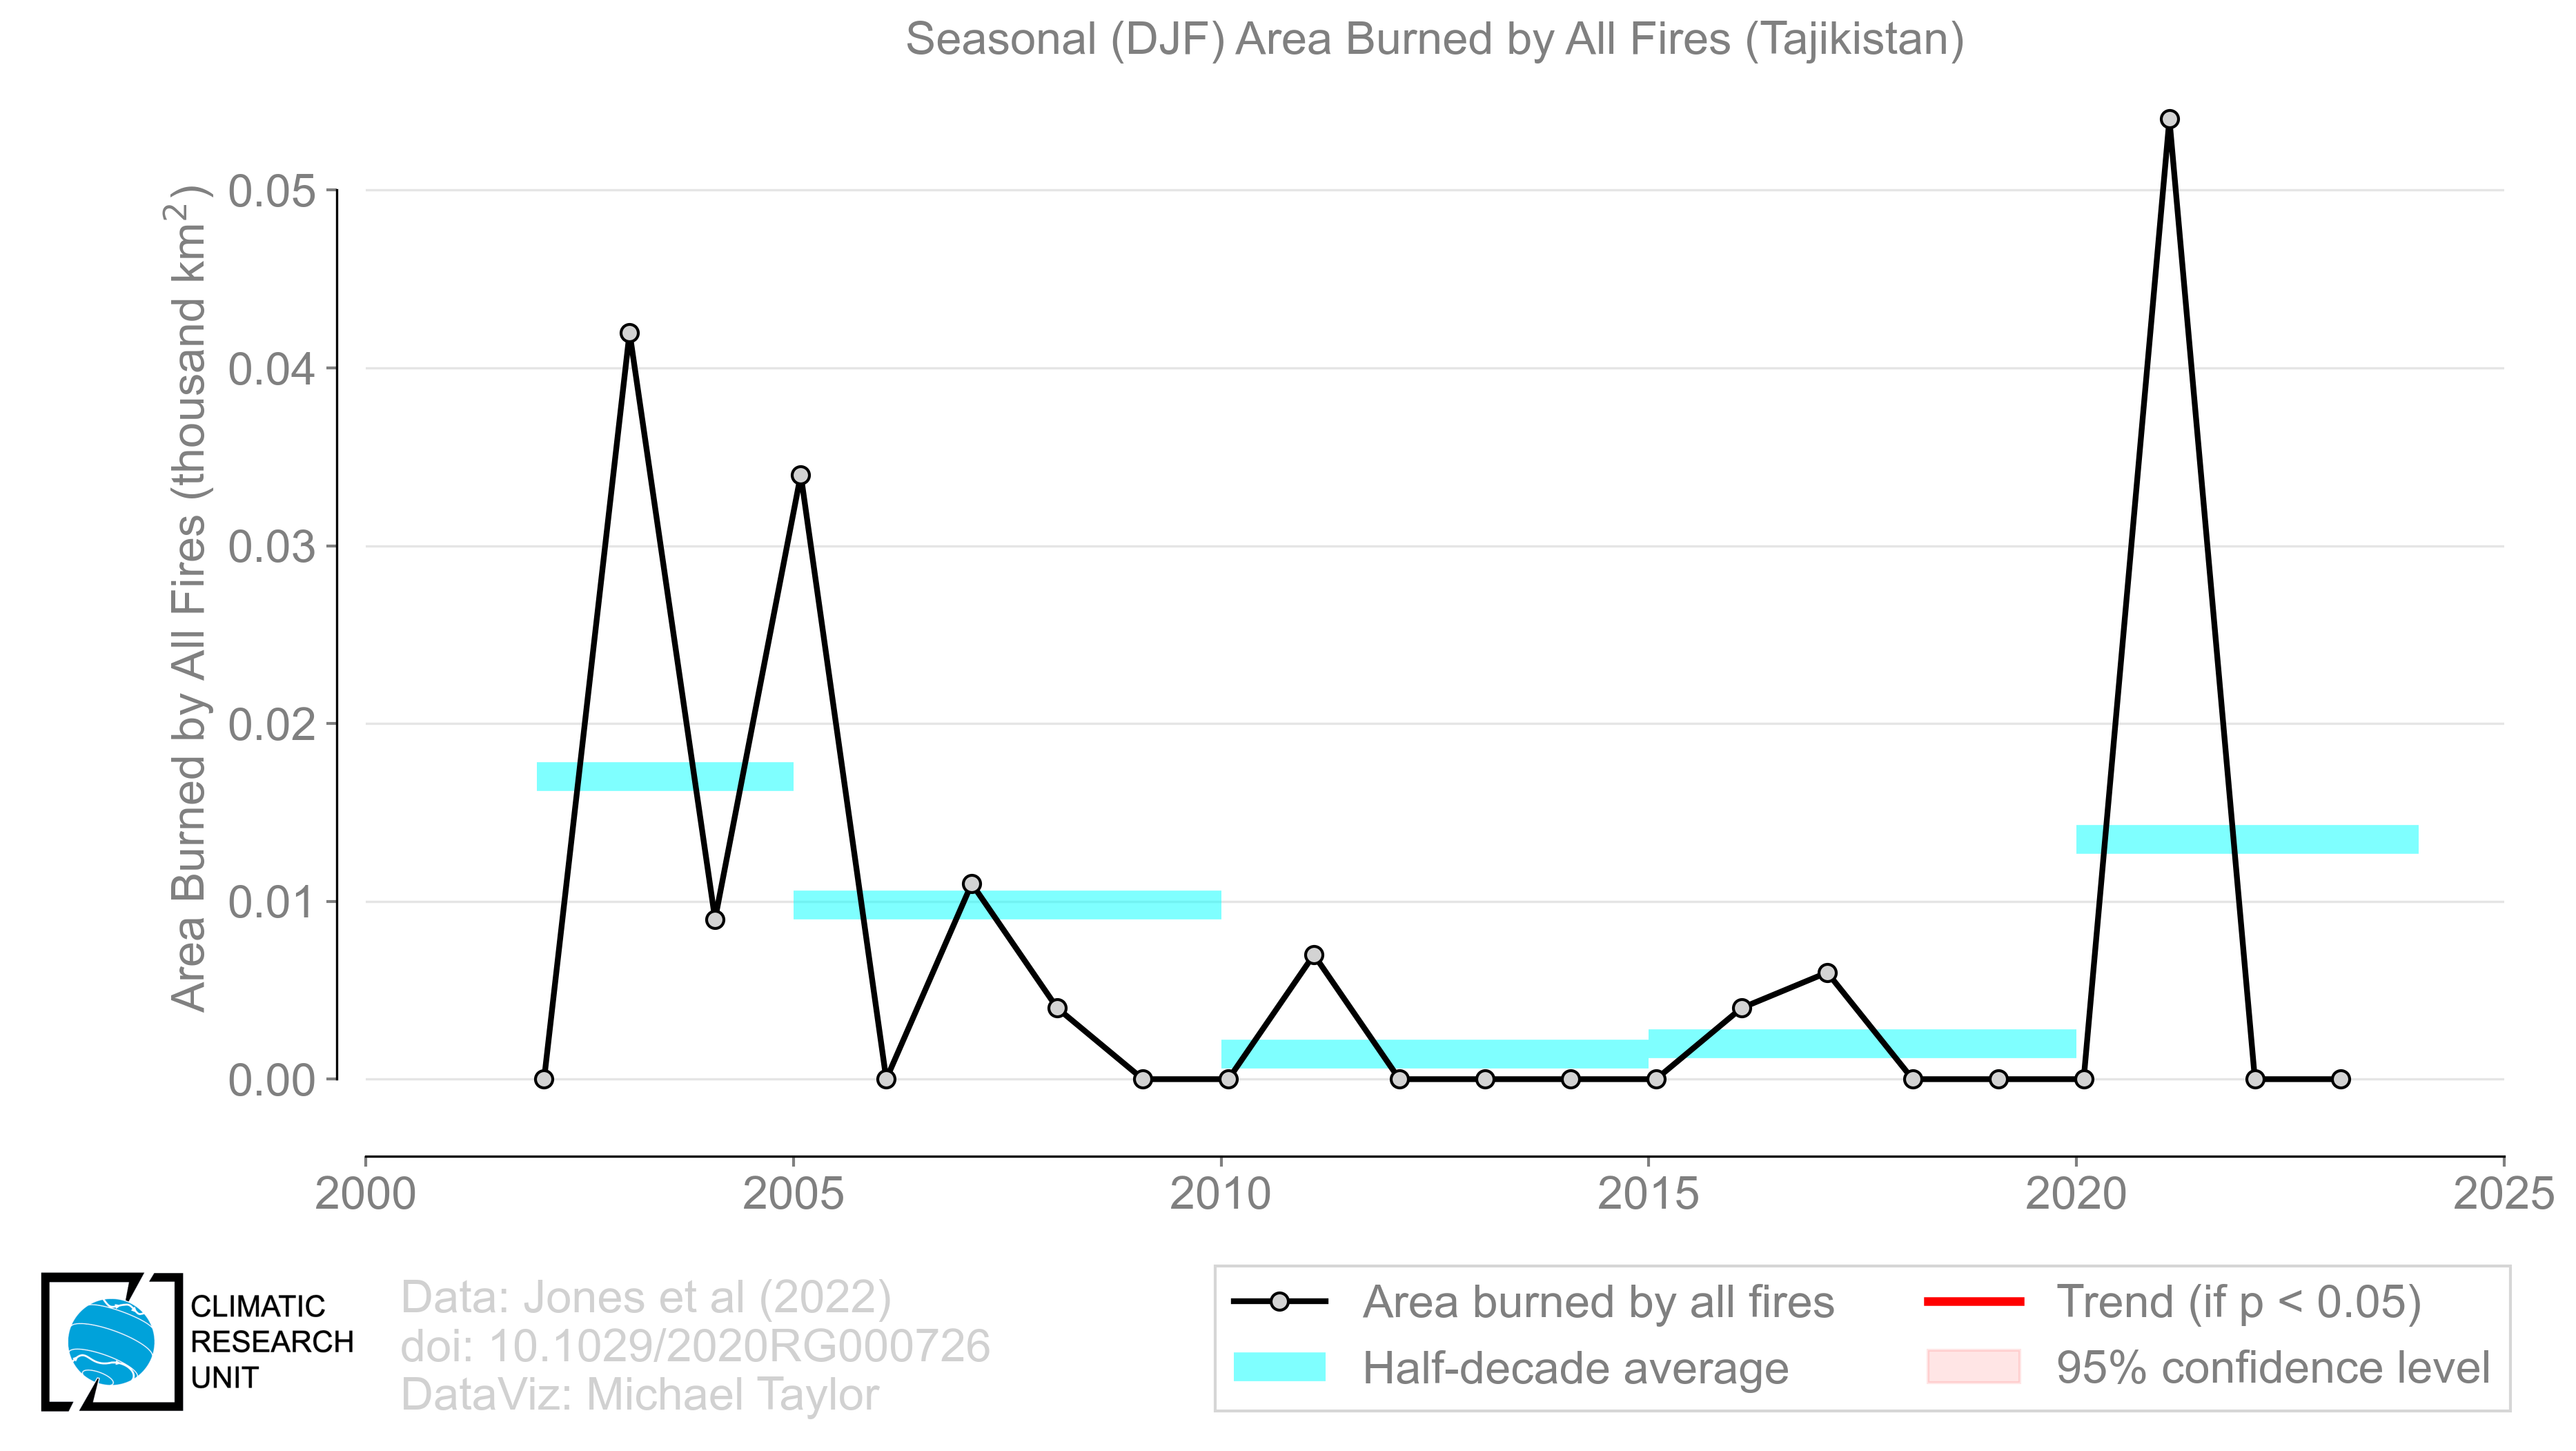 Seasonal (DJF) Area Burned by All Fires (Tajikistan)
Area Burned by All Fires (thousand km²)
0.05
0.04
0.03
0.02
0.01
0.00
2000 2005 2010 2015 2020 2025
CLIMATIC
RESEARCH
UNIT
Data: Jones et al (2022)
doi: 10.1029/2020RG000726
DataViz: Michael Taylor
Area burned by all fires
Half-decade average
Trend (if p < 0.05)
95% confidence level